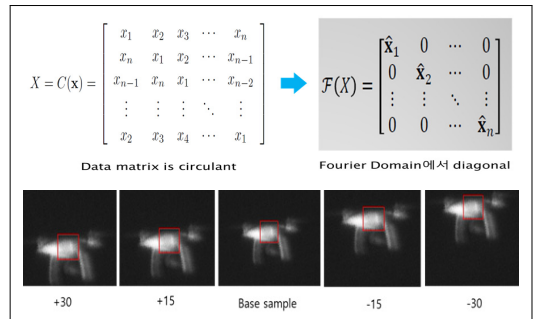 X = C(x) = [ x₁ x₂ x₃ ⋯ xₙ
xₙ x₁ x₂ ⋯ xₙ₋₁
xₙ₋₁ xₙ x₁ ⋯ xₙ₋₂
⋮ ⋮ ⋮ ⋱ ⋮
x₂ x₃ x₄ ⋯ x₁ ]
Data matrix is circulant
ℱ(X) = [ x̂₁ 0 ⋯ 0
0 x̂₂ ⋯ 0
⋮ ⋮ ⋱ ⋮
0 0 ⋯ x̂ₙ ]
Fourier Domain에서 diagonal
+30 +15 Base sample -15 -30